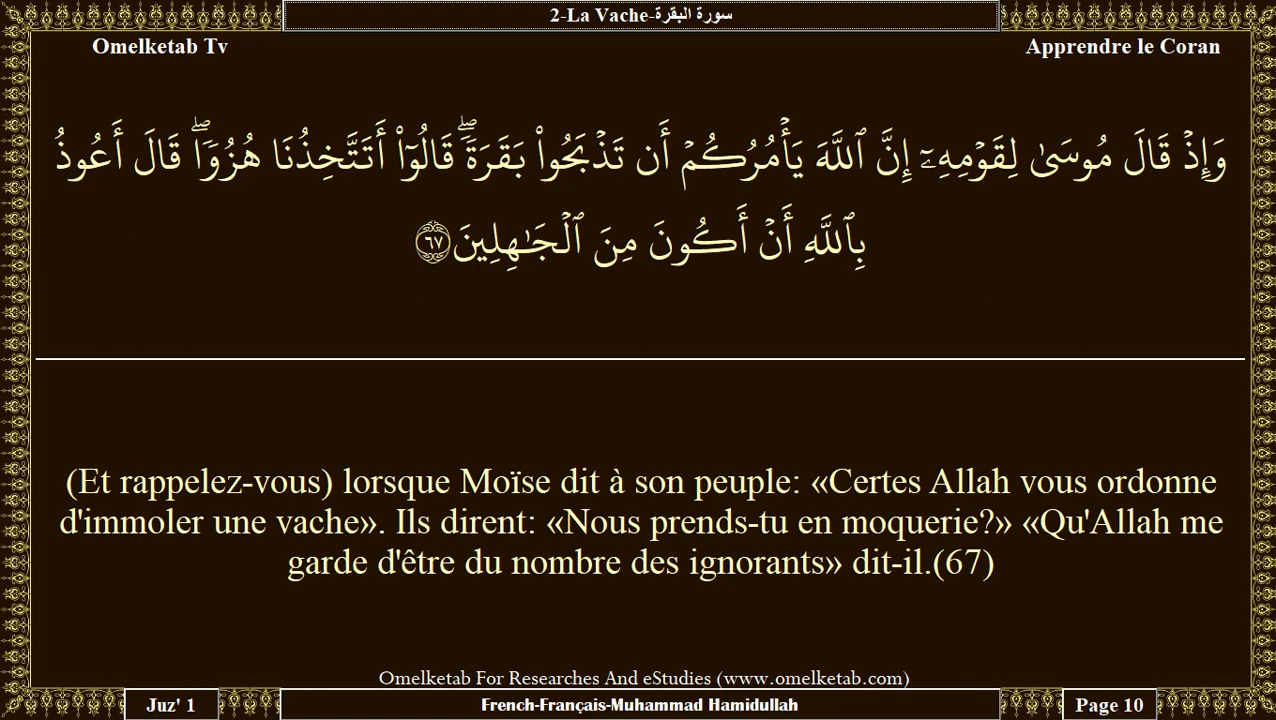 2-La Vache-سورة البقرة
Omelketab Tv
Apprendre le Coran
وَإِذۡ قَالَ مُوسَىٰ لِقَوۡمِهِۦٓ إِنَّ ٱللَّهَ يَأۡمُرُكُمۡ أَن تَذۡبَحُواْ بَقَرَةٗۖ قَالُوٓاْ أَتَتَّخِذُنَا هُزُوٗاۖ قَالَ أَعُوذُ
بِٱللَّهِ أَنۡ أَكُونَ مِنَ ٱلۡجَٰهِلِينَ ٦٧
(Et rappelez-vous) lorsque Moïse dit à son peuple: «Certes Allah vous ordonne
d'immoler une vache». Ils dirent: «Nous prends-tu en moquerie?» «Qu'Allah me
garde d'être du nombre des ignorants» dit-il.(67)
Omelketab For Researches And eStudies (www.omelketab.com)
Juz' 1
French-Français-Muhammad Hamidullah
Page 10